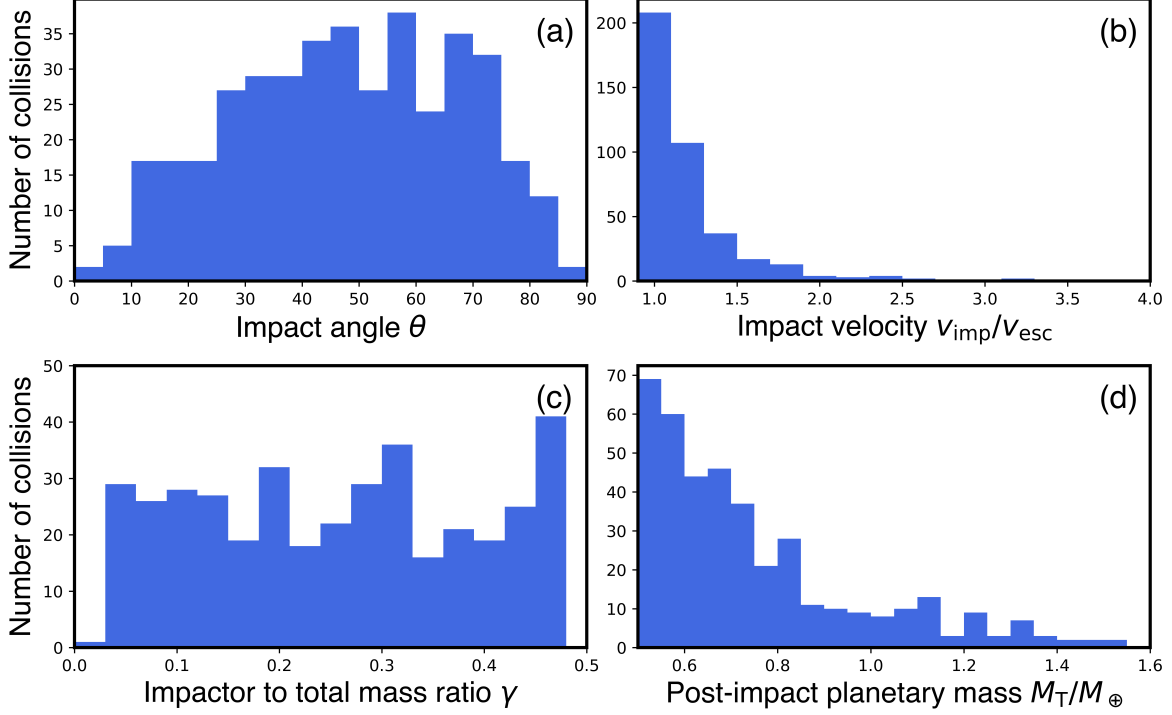 Number of collisions
35
30
25
20
15
10
5
0
0 10 20 30 40 50 60 70 80 90
Impact angle θ
(a)
200
150
100
50
0
1.0 1.5 2.0 2.5 3.0 3.5 4.0
Impact velocity v_imp/v_esc
(b)
Number of collisions
50
40
30
20
10
0
0.0 0.1 0.2 0.3 0.4 0.5
Impactor to total mass ratio γ
(c)
70
60
50
40
30
20
10
0
0.6 0.8 1.0 1.2 1.4 1.6
Post-impact planetary mass M_T/M_⊕
(d)